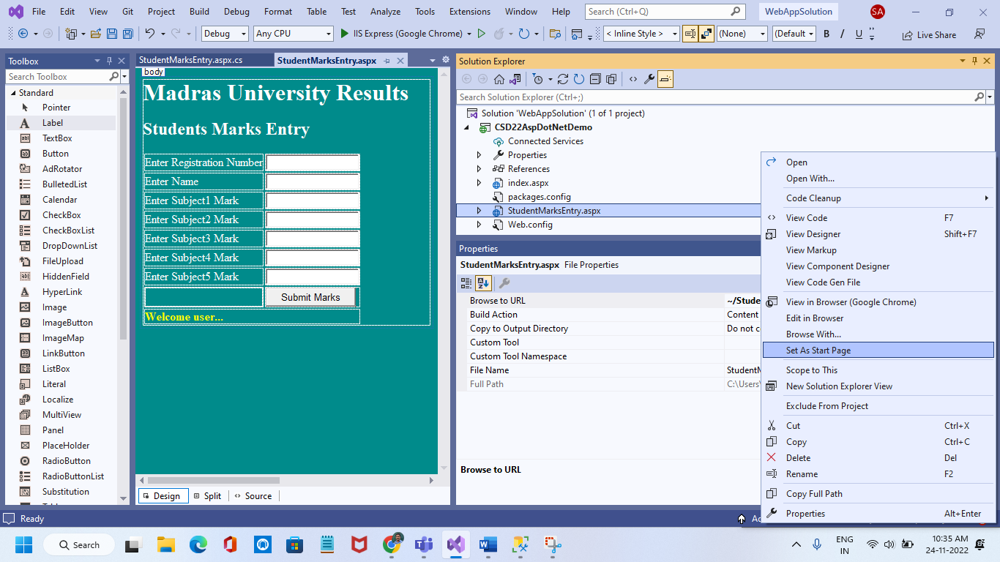 File Edit View Git Project Build Debug Format Table Test Analyze Tools Extensions Window Help Search (Ctrl+Q) WebAppSolution SA
Debug Any CPU IIS Express (Google Chrome) < Inline Style > (None) (Default B I U Live Share
Toolbox
Search Toolbox
Standard
Pointer
Label
TextBox
Button
AdRotator
BulletedList
Calendar
CheckBox
CheckBoxList
DropDownList
FileUpload
HiddenField
HyperLink
Image
ImageButton
ImageMap
LinkButton
ListBox
Literal
Localize
MultiView
Panel
PlaceHolder
RadioButton
RadioButtonList
Substitution
StudentMarksEntry.aspx.cs StudentMarksEntry.aspx
body
Madras University Results
Students Marks Entry
Enter Registration Number
Enter Name
Enter Subject1 Mark
Enter Subject2 Mark
Enter Subject3 Mark
Enter Subject4 Mark
Enter Subject5 Mark
Submit Marks
Welcome user...
Design Split Source
Solution Explorer
Search Solution Explorer (Ctrl+;)
Solution 'WebAppSolution' (1 of 1 project)
CSD22AspDotNetDemo
Connected Services
Properties
References
index.aspx
packages.config
StudentMarksEntry.aspx
Web.config
Properties
StudentMarksEntry.aspx File Properties
Browse to URL ~/Stude
Build Action Content
Copy to Output Directory Do not c
Custom Tool
Custom Tool Namespace
File Name StudentM
Full Path C:\Users\
Browse to URL
Open
Open With...
Code Cleanup
View Code F7
View Designer Shift+F7
View Markup
View Component Designer
View Code Gen File
View in Browser (Google Chrome)
Edit in Browser
Browse With...
Set As Start Page
Scope to This
New Solution Explorer View
Exclude From Project
Cut Ctrl+X
Copy Ctrl+C
Delete Del
Rename F2
Copy Full Path
Properties Alt+Enter
Ready
Search
ENG
IN
10:35 AM
24-11-2022